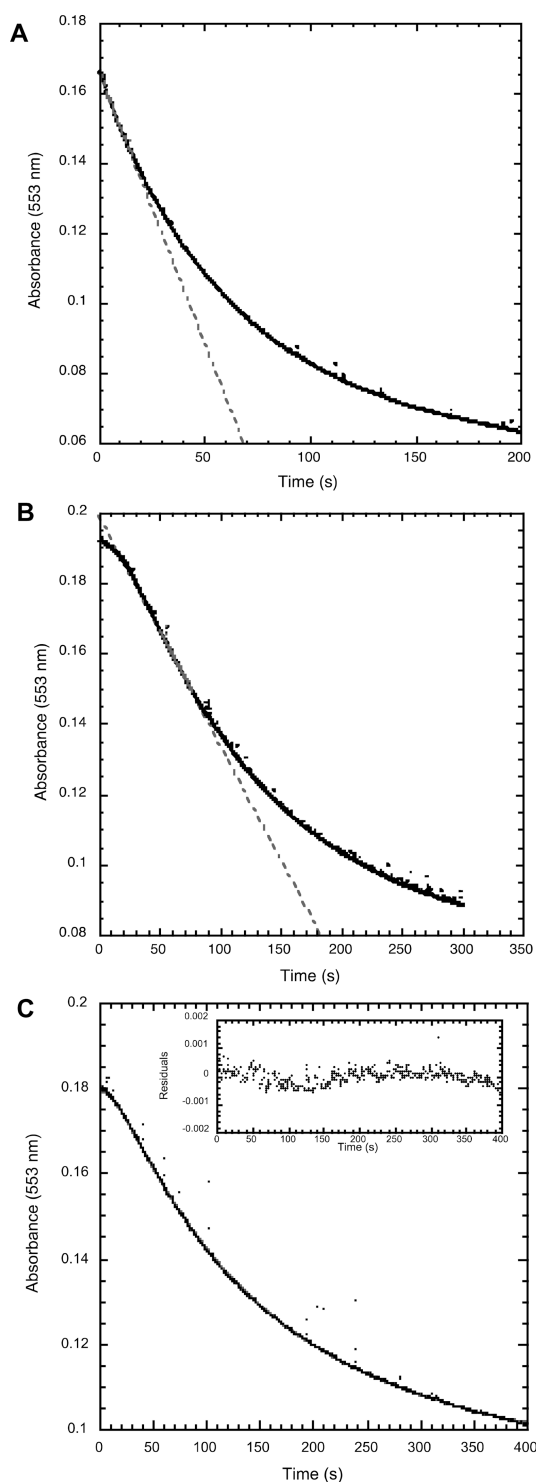 A
Absorbance (553 nm)
0.18
0.16
0.14
0.12
0.1
0.08
0.06
0 50 100 150 200
Time (s)
B
Absorbance (553 nm)
0.2
0.18
0.16
0.14
0.12
0.1
0.08
0 50 100 150 200 250 300 350
Time (s)
C
Absorbance (553 nm)
0.2
0.18
0.16
0.14
0.12
0.1
0 50 100 150 200 250 300 350 400
Time (s)
Residuals
0.002
0.001
0
-0.001
-0.002
0 50 100 150 200 250 300 350 400
Time (s)